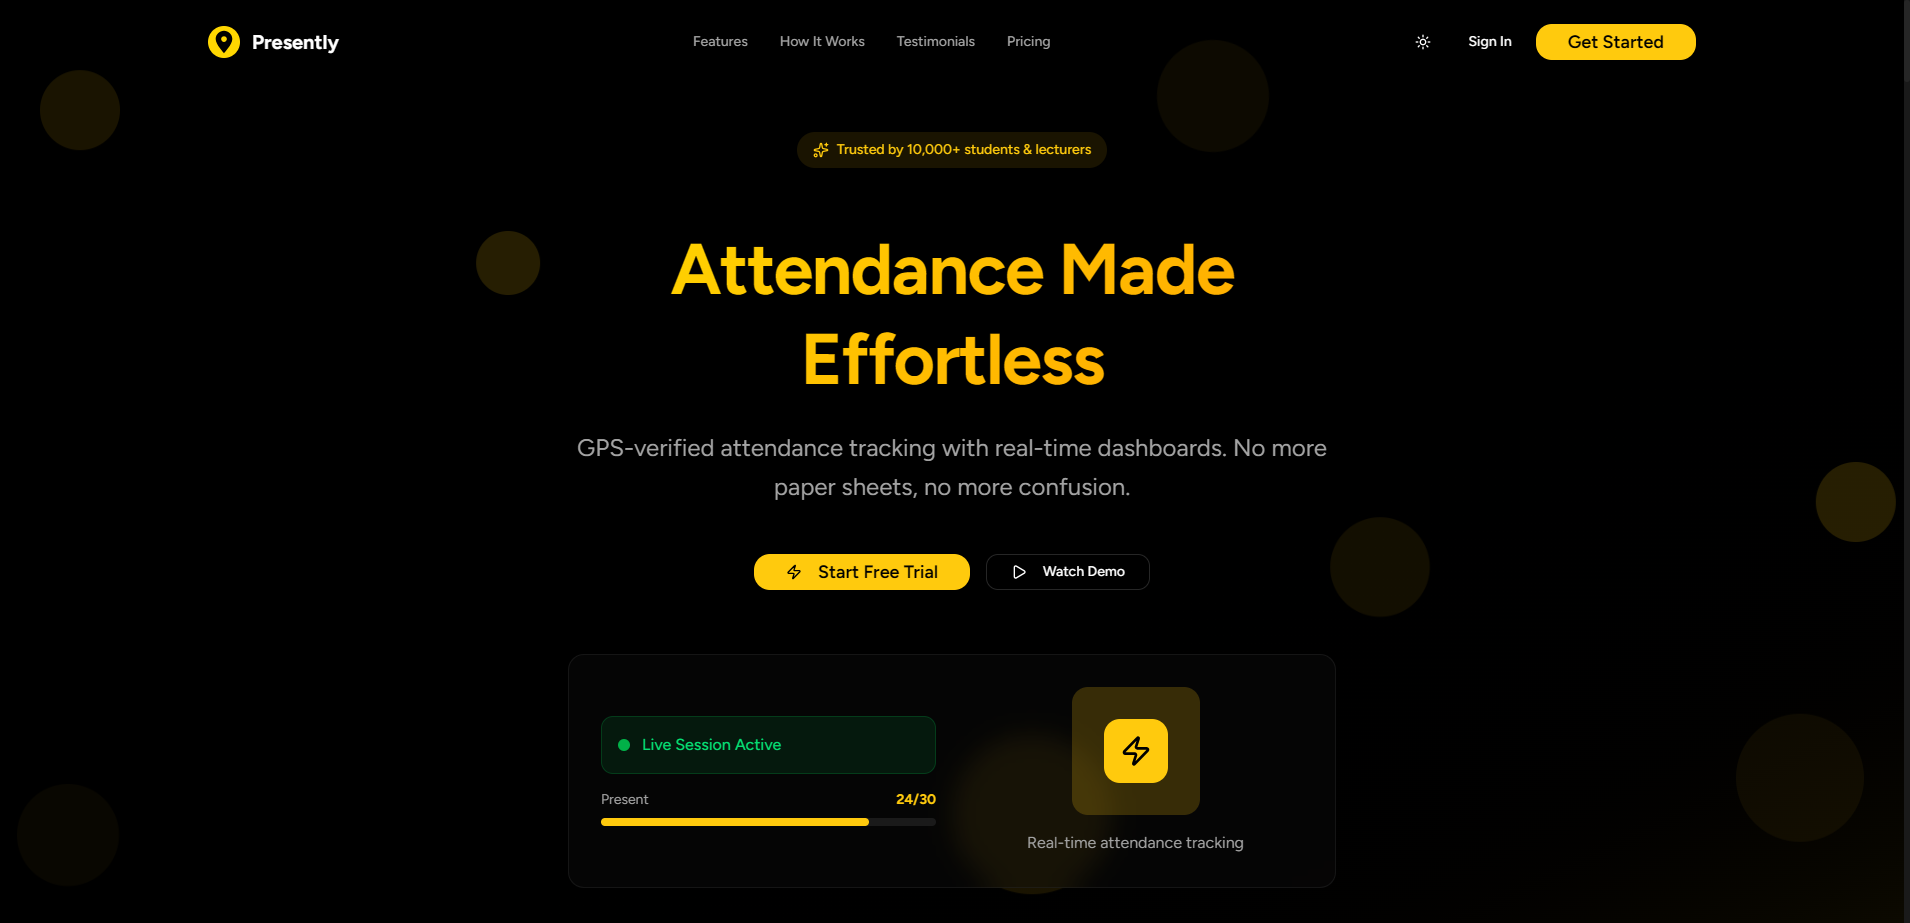 Presently
Features
How It Works
Testimonials
Pricing
Sign In
Get Started
Trusted by 10,000+ students & lecturers
Attendance Made
Effortless
GPS-verified attendance tracking with real-time dashboards. No more
paper sheets, no more confusion.
Start Free Trial
Watch Demo
Live Session Active
Present
24/30
Real-time attendance tracking